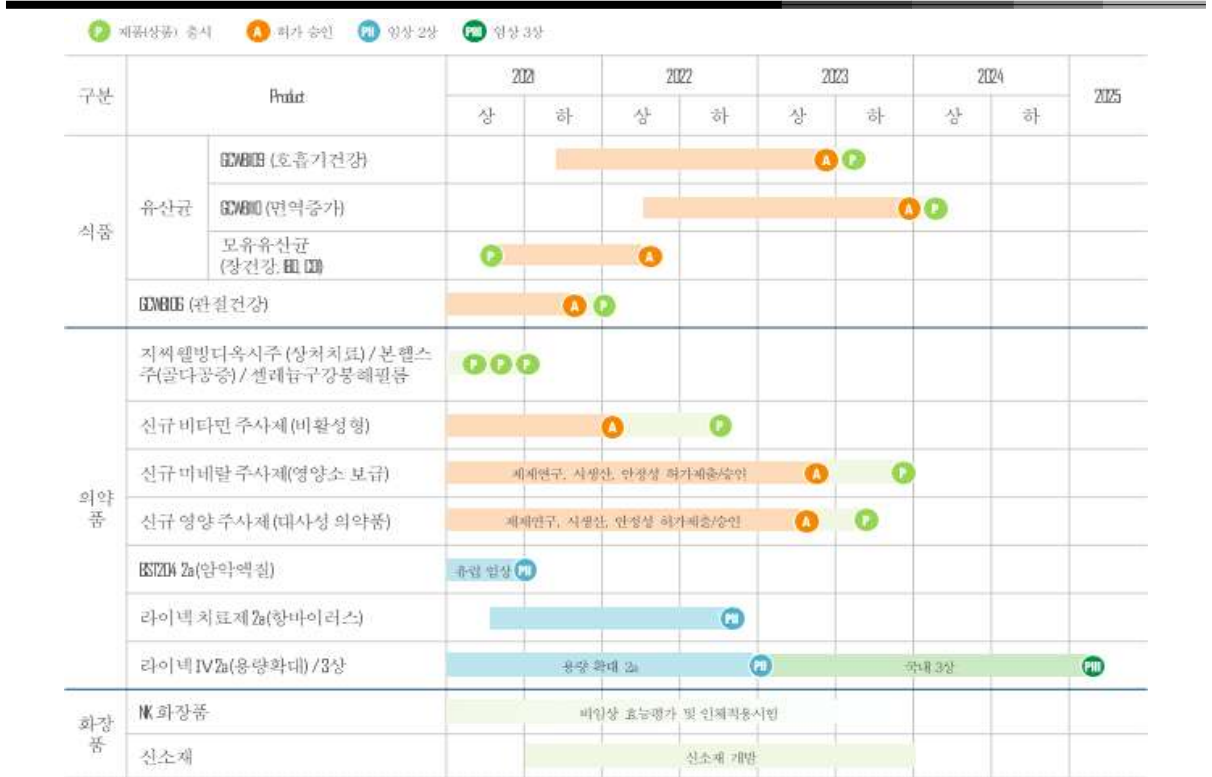 P 제품(상품) 출시 A 허가 승인 PII 임상 2상 PIII 임상 3상
구분 Product 2021 2022 2023 2024 2025
상 하 상 하 상 하 상 하
식품
유산균
GCWB109 (호흡기건강)
A P
GCWB110 (면역증가)
A P
모유유산균
(장건강,
P A
GCWB106 (관절건강)
A P
의약
품
지씨웰빙디옥시주 (상처치료) / 본헬스
주(골다공증) / 셀레늄구강붕해필름
P P P
신규 비타민 주사제 (비활성형)
A P
신규 미네랄 주사제(영양소 보급)
제제연구, 시생산, 안정성 허가제출/승인 A P
신규 영양 주사제 (대사성 의약품)
제제연구, 시생산, 안정성 허가제출/승인 A P
BST204 2a (암악액질)
유럽 임상 PII
라이넥 치료제 2a(항바이러스)
PII
라이넥 IV 2a(용량확대) / 3상
용량 확대 2a PII 국내 3상 PIII
화장
품
NK 화장품
비임상 효능평가 및 인체적용시험
신소재
신소재 개발